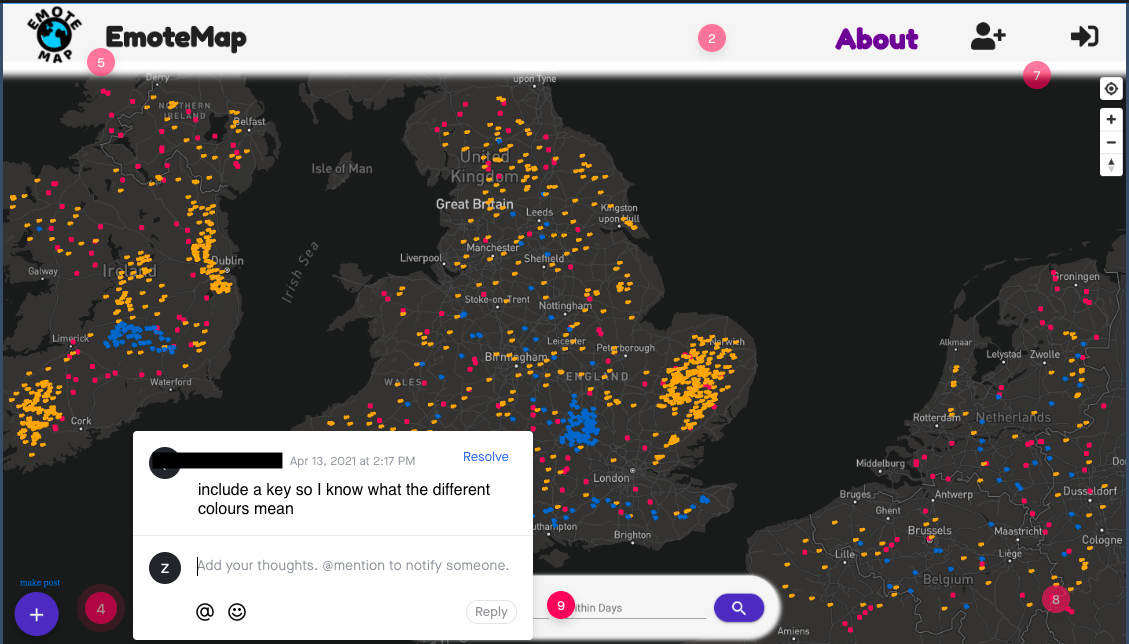 EMOTE
MAP
EmoteMap
2
About
5
7
Derry
upon Tyne
NORTHERN
IRELAND
Belfast
Isle of Man
United
Kingdom
Great Britain
Leeds
Kingston
upon Hull
Manchester
Liverpool
Sheffield
Irish Sea
Dublin
Ireland
Galway
Groningen
Stoke-on-Trent
Nottingham
Limerick
Leicester
Peterborough
Norwich
Alkmaar
Birmingham
Lelystad
Zwolle
ENGLAND
WALES
Waterford
Cork
Rotterdam
Netherlands
Apr 13, 2021 at 2:17 PM
Resolve
include a key so I know what the different
colours mean
London
Middelburg
Bruges
Antwerp
Dusseldorf
Ghent
uthampton
Brighton
Brussels
Maastricht
Cologne
Lille
Liège
Z
Add your thoughts. @mention to notify someone.
Belgium
make post
+
4
@
Reply
9
ithin Days
8
Amiens